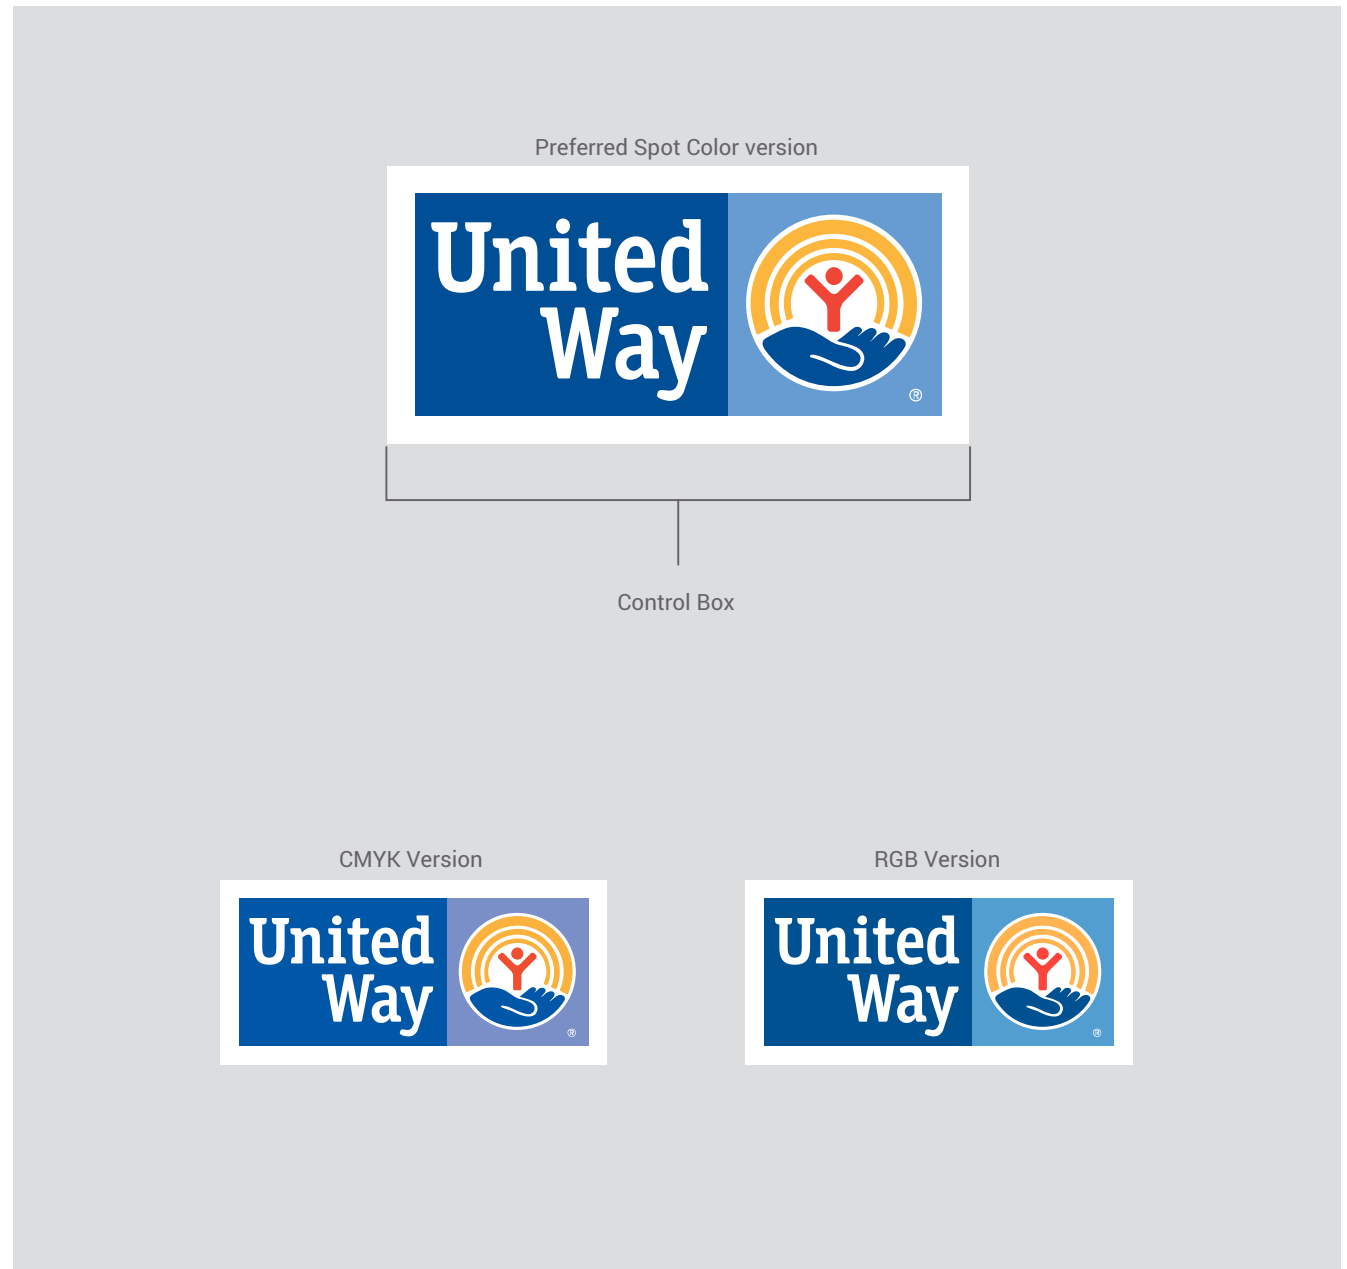 Preferred Spot Color version
United
Way
®
Control Box
CMYK Version
United
Way
®
RGB Version
United
Way
®